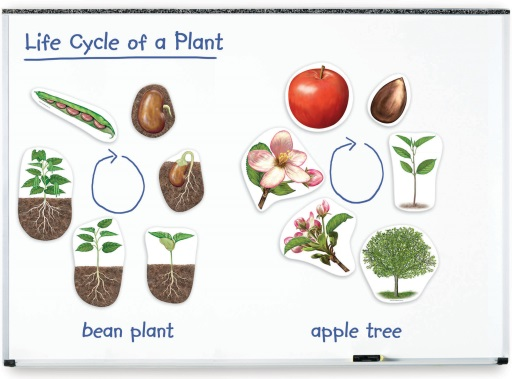 Life Cycle of a Plant
bean plant
apple tree